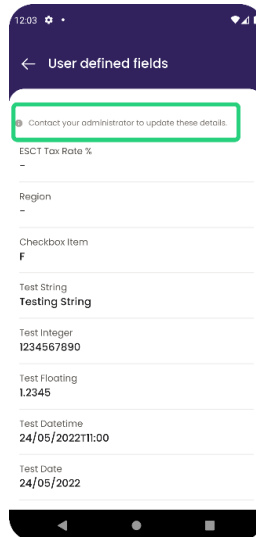 12:03
User defined fields
Contact your administrator to update these details.
ESCT Tax Rate %
-
Region
-
Checkbox Item
F
Test String
Testing String
Test Integer
1234567890
Test Floating
1.2345
Test Datetime
24/05/2022T11:00
Test Date
24/05/2022